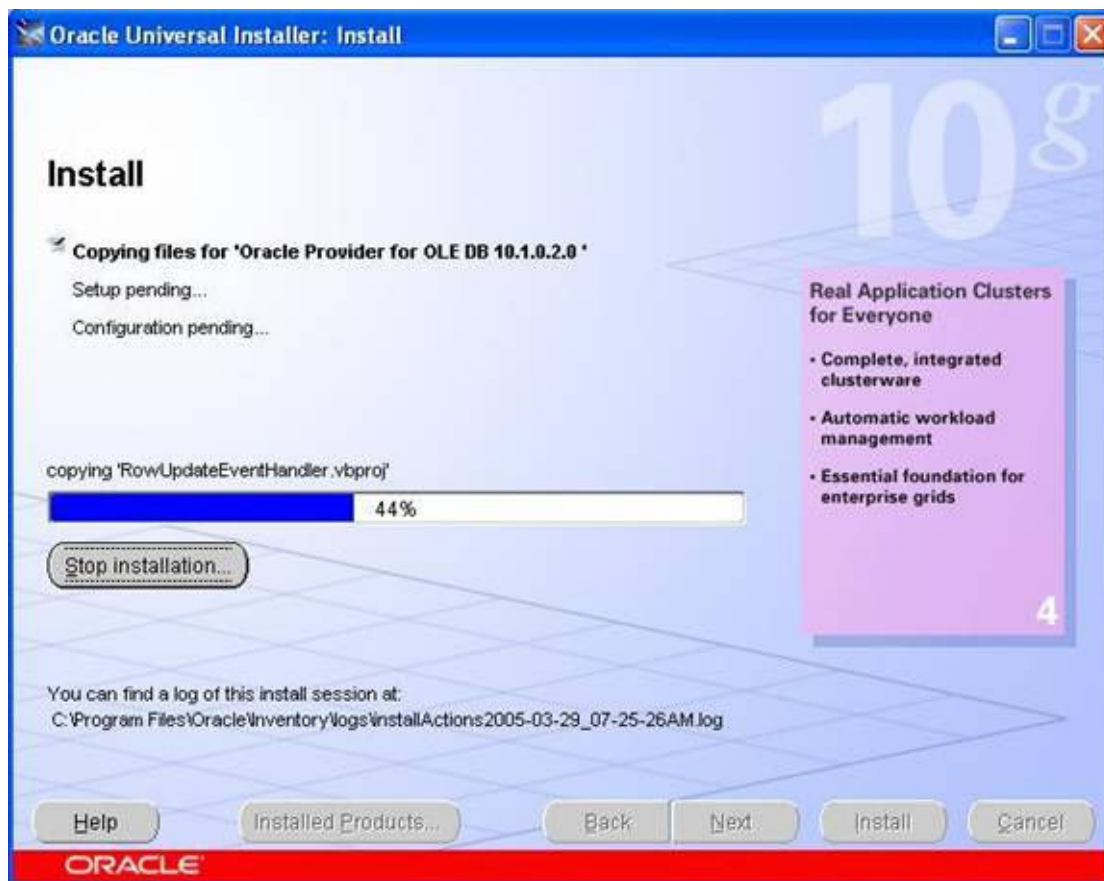 Oracle Universal Installer: Install
10g
Install
Copying files for 'Oracle Provider for OLE DB 10.1.0.2.0 '
Setup pending...
Configuration pending...
Real Application Clusters
for Everyone
• Complete, integrated
clusterware
• Automatic workload
management
• Essential foundation for
enterprise grids
4
copying 'RowUpdateEventHandler.vbproj'
44%
Stop installation...
You can find a log of this install session at:
C:\Program Files\Oracle\Inventory\logs\installActions2005-03-29_07-25-26AM.log
Help
Installed Products...
Back
Next
Install
Cancel
ORACLE